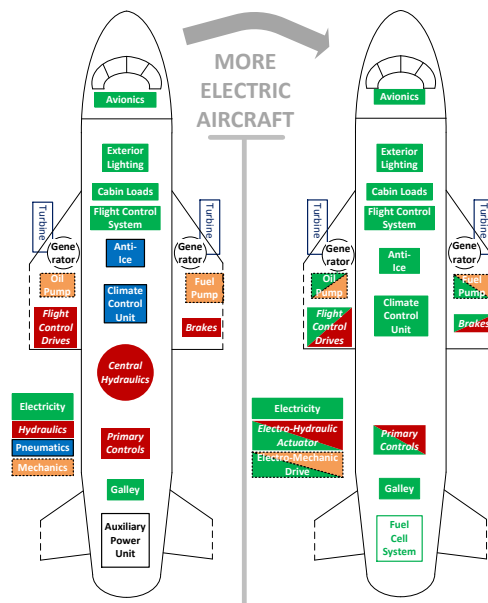 MORE
ELECTRIC
AIRCRAFT
Avionics
Exterior
Lighting
Cabin Loads
Flight Control
System
Turbine
Turbine
Gene
rator
Gene
rator
Anti-
Ice
Oil
Pump
Climate
Control
Unit
Fuel
Pump
Flight
Control
Drives
Brakes
Central
Hydraulics
Electricity
Hydraulics
Pneumatics
Mechanics
Primary
Controls
Galley
Auxiliary
Power
Unit
Avionics
Exterior
Lighting
Cabin Loads
Flight Control
System
Turbine
Turbine
Gene
rator
Gene
rator
Anti-
Ice
Oil
Pump
Climate
Control
Unit
Fuel
Pump
Flight
Control
Drives
Brakes
Electricity
Electro-Hydraulic
Actuator
Electro-Mechanic
Drive
Primary
Controls
Galley
Fuel
Cell
System